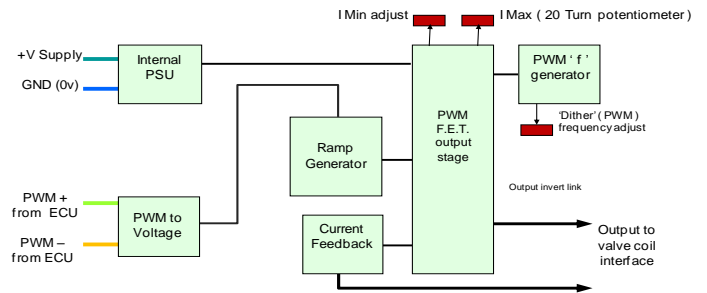 I Min adjust
I Max ( 20 Turn potentiometer )
+V Supply
GND (0v)
Internal
PSU
PWM ' f '
generator
'Dither' ( PWM )
frequency adjust
PWM
F.E.T.
output
stage
Ramp
Generator
Output invert link
PWM +
from ECU
PWM –
from ECU
PWM to
Voltage
Current
Feedback
Output to
valve coil
interface